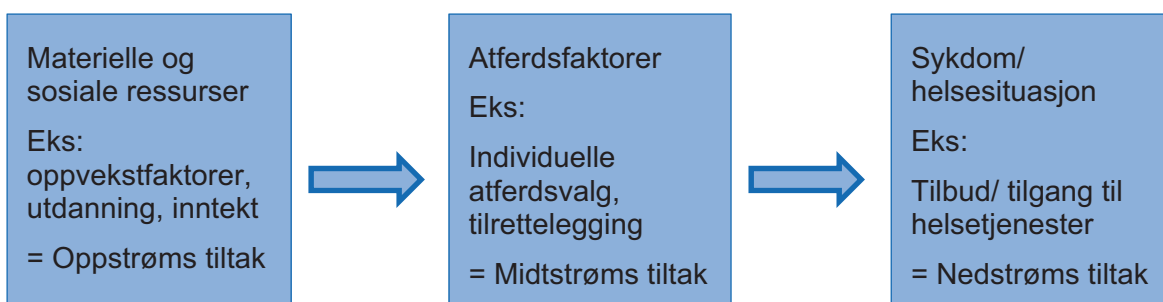 Materielle og
sosiale ressurser
Eks:
oppvekstfaktorer,
utdanning, inntekt
= Oppstrøms tiltak
Atferdsfaktorer
Eks:
Individuelle
atferdsvalg,
tilrettelegging
= Midtstrøms tiltak
Sykdom/
helsesituasjon
Eks:
Tilbud/ tilgang til
helsetjenester
= Nedstrøms tiltak